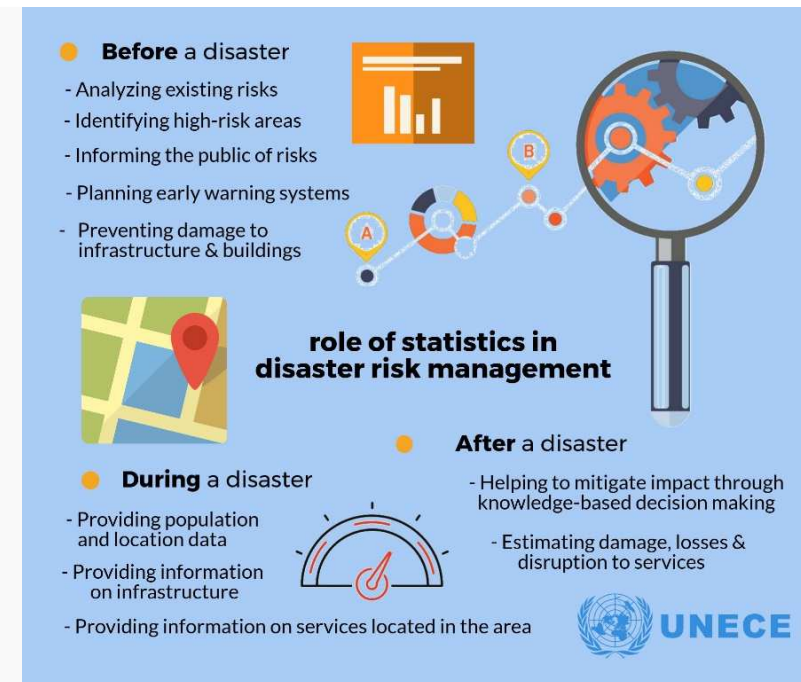 Before a disaster
- Analyzing existing risks
- Identifying high-risk areas
- Informing the public of risks
- Planning early warning systems
- Preventing damage to
infrastructure & buildings
A
B
role of statistics in
disaster risk management
During a disaster
- Providing population
and location data
- Providing information
on infrastructure
- Providing information on services located in the area
After a disaster
- Helping to mitigate impact through
knowledge-based decision making
- Estimating damage, losses &
disruption to services
UNECE